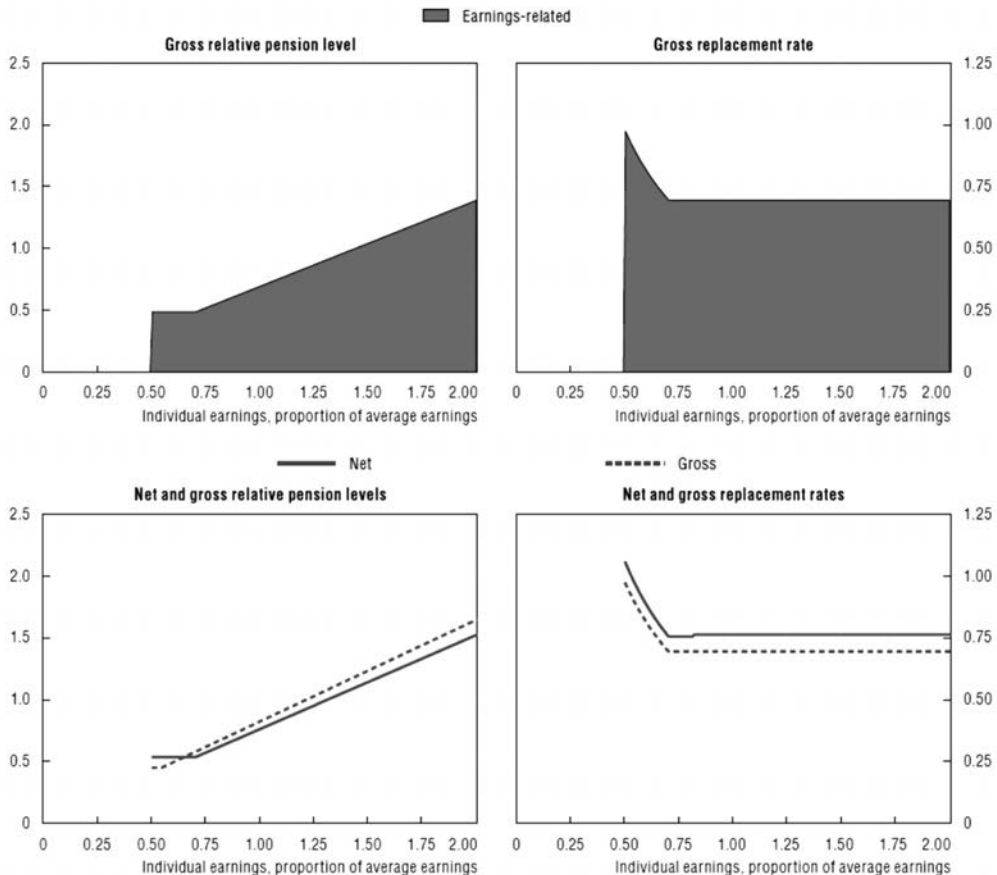 Earnings-related
Gross relative pension level
Gross replacement rate
2.5
2.0
1.5
1.0
0.5
0
0 0.25 0.50 0.75 1.00 1.25 1.50 1.75 2.00
Individual earnings, proportion of average earnings
1.25
1.00
0.75
0.50
0.25
0
0 0.25 0.50 0.75 1.00 1.25 1.50 1.75 2.00
Individual earnings, proportion of average earnings
Net
Gross
Net and gross relative pension levels
Net and gross replacement rates
2.5
2.0
1.5
1.0
0.5
0
0 0.25 0.50 0.75 1.00 1.25 1.50 1.75 2.00
Individual earnings, proportion of average earnings
1.25
1.00
0.75
0.50
0.25
0
0 0.25 0.50 0.75 1.00 1.25 1.50 1.75 2.00
Individual earnings, proportion of average earnings